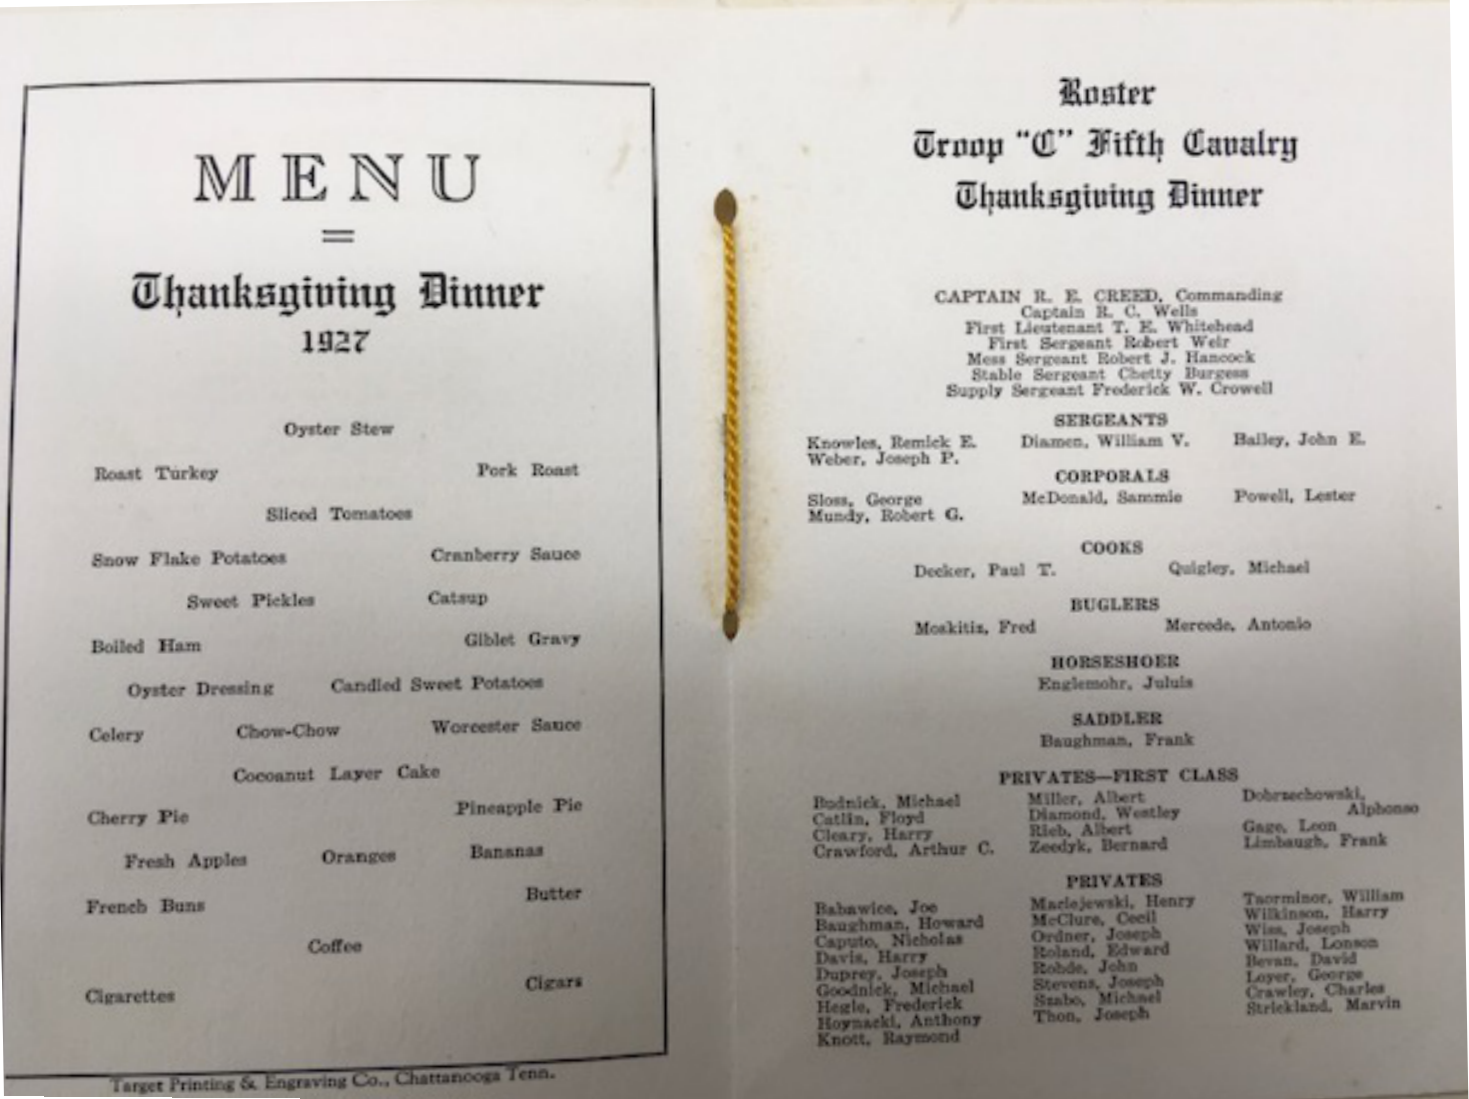 MENU
Thanksgiving Dinner
1927
Oyster Stew
Roast Turkey Pork Roast
Sliced Tomatoes
Snow Flake Potatoes Cranberry Sauce
Sweet Pickles Catsup
Boiled Ham Giblet Gravy
Oyster Dressing Candied Sweet Potatoes
Celery Chow-Chow Worcester Sauce
Cocoanut Layer Cake
Cherry Pie Pineapple Pie
Fresh Apples Oranges Bananas
French Buns Butter
Coffee
Cigarettes Cigars
Target Printing & Engraving Co., Chattanooga Tenn.
Roster
Troop "C" Fifth Cavalry
Thanksgiving Dinner
CAPTAIN R. E. CREED, Commanding
Captain R. C. Wells
First Lieutenant T. E. Whitehead
First Sergeant Robert Weir
Mess Sergeant Robert J. Hancock
Stable Sergeant Chetty Burgess
Supply Sergeant Frederick W. Crowell
SERGEANTS
Knowles, Remick E. Diamen, William V. Bailey, John E.
Weber, Joseph P.
CORPORALS
Sloss, George McDonald, Sammie Powell, Lester
Mundy, Robert G.
COOKS
Decker, Paul T. Quigley, Michael
BUGLERS
Moskitis, Fred Mercede, Antonio
HORSESHOER
Englemohr, Juluis
SADDLER
Baughman, Frank
PRIVATES—FIRST CLASS
Budnick, Michael Miller, Albert Dobrzechowski,
Catlin, Floyd Diamond, Westley Alphonso
Cleary, Harry Rieb, Albert Gage, Leon
Crawford, Arthur C. Zeedyk, Bernard Limbaugh, Frank
PRIVATES
Babawice, Joe Maciejewski, Henry Taorminor, William
Baughman, Howard McClure, Cecil Wilkinson, Harry
Caputo, Nicholas Ordner, Joseph Wiss, Joseph
Davis, Harry Roland, Edward Willard, Lonson
Duprey, Joseph Rohde, John Bevan, David
Goodnick, Michael Stevens, Joseph Loyer, George
Hegle, Frederick Szabo, Michael Crawley, Charles
Hoynacki, Anthony Thon, Joseph Strickland, Marvin
Knott, Raymond